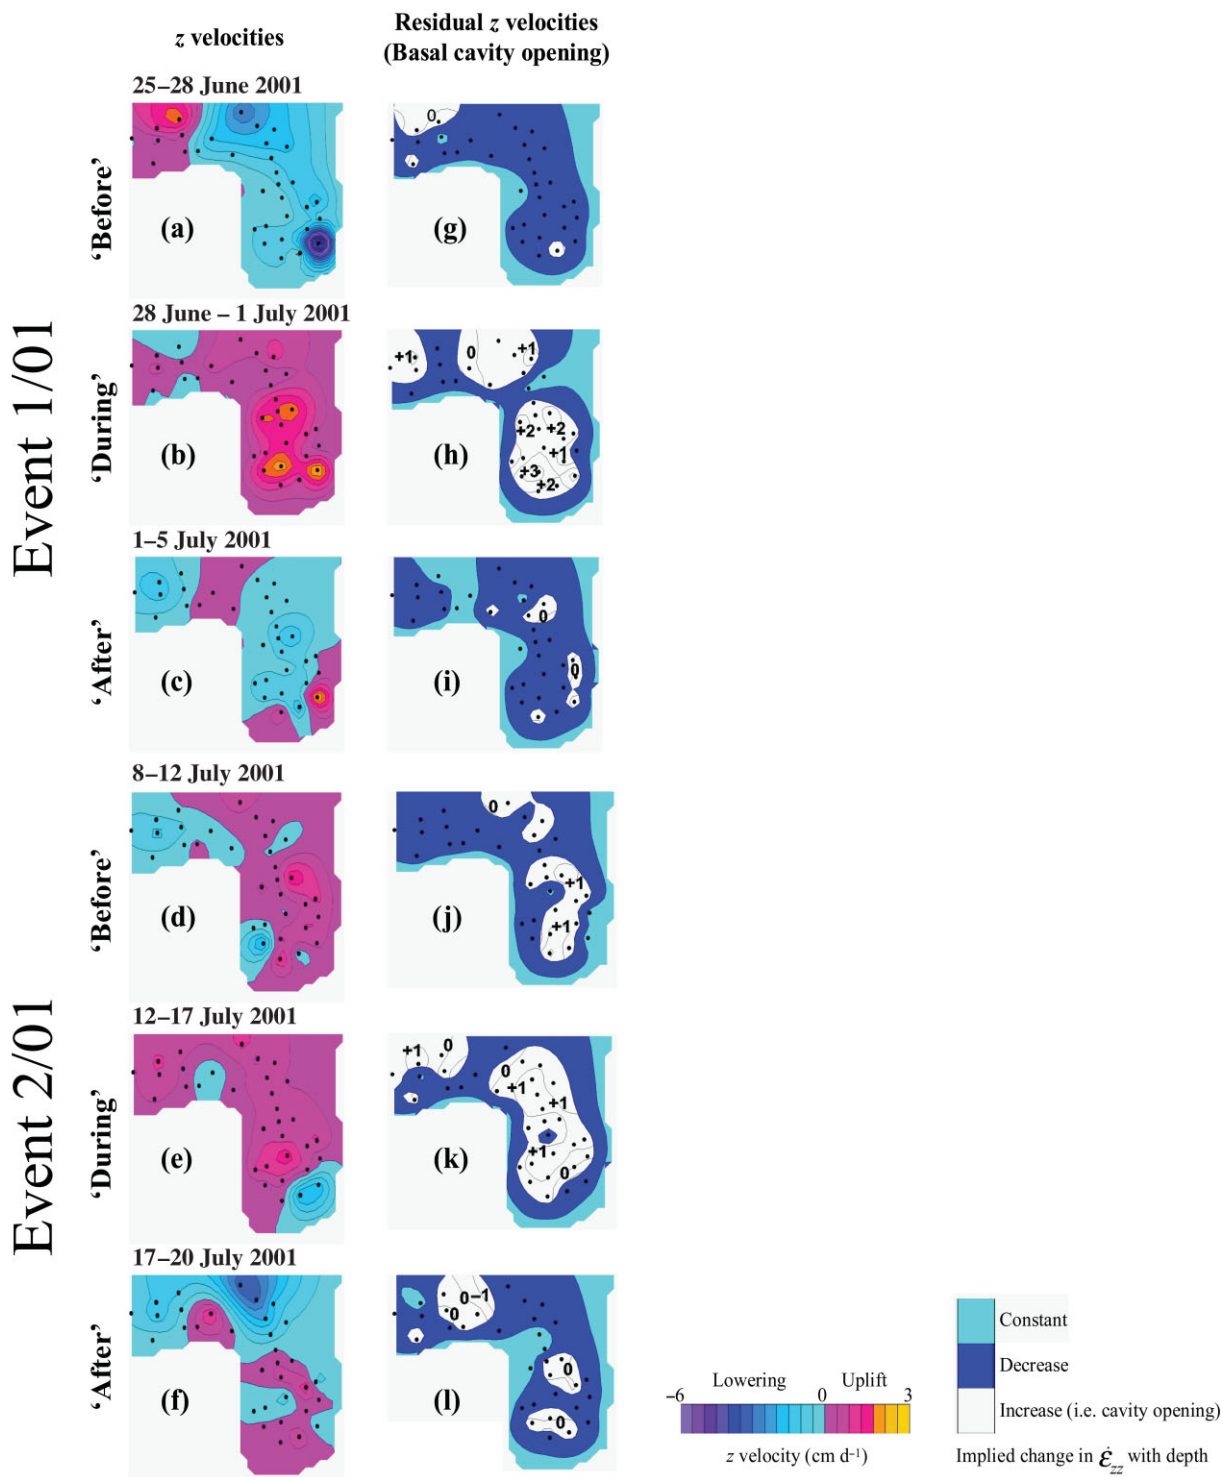 z velocities
Residual z velocities
(Basal cavity opening)
Event 1/01
‘Before’
25–28 June 2001
(a)
0
(g)
‘During’
28 June – 1 July 2001
(b)
+1
0
+1
+2
+2
+1
+3
+2
(h)
‘After’
1–5 July 2001
(c)
0
0
(i)
Event 2/01
‘Before’
8–12 July 2001
(d)
0
+1
+1
(j)
‘During’
12–17 July 2001
(e)
+1
0
0
+1
+1
+1
0
(k)
‘After’
17–20 July 2001
(f)
0
–1
0
0
0
(l)
Lowering
Uplift
–6
0
3
z velocity (cm d⁻¹)
Constant
Decrease
Increase (i.e. cavity opening)
Implied change in ε̇zz with depth